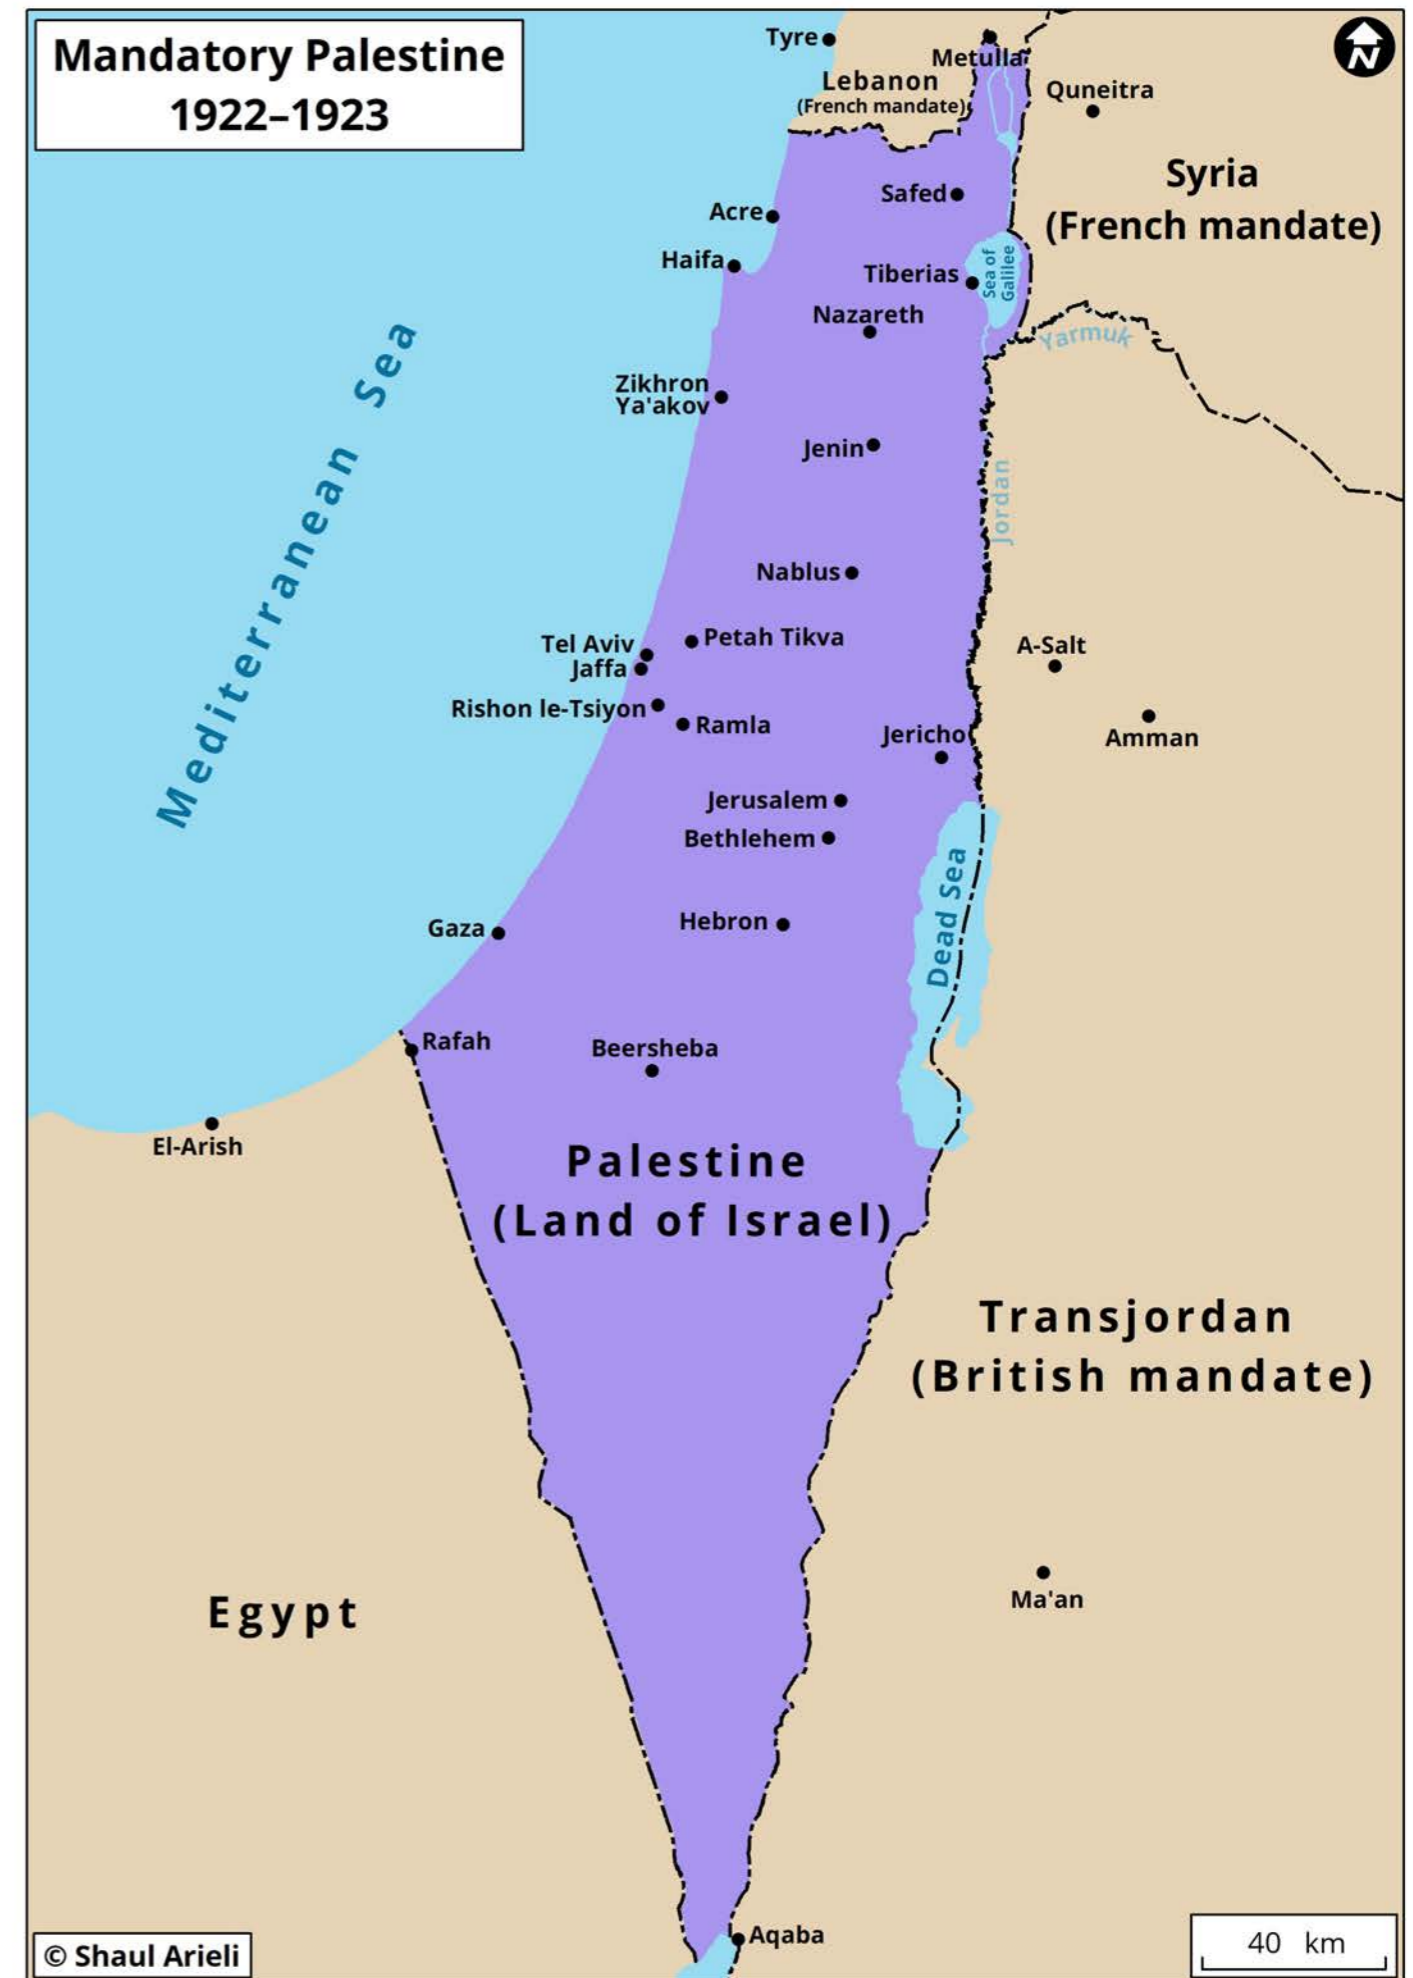 Mandatory Palestine
1922–1923
N
Tyre
Metulla
Lebanon
(French mandate)
Quneitra
Syria
(French mandate)
Safed
Acre
Haifa
Tiberias
Sea of
Galilee
Nazareth
Yarmuk
Mediterranean Sea
Zikhron
Ya'akov
Jenin
Jordan
Nablus
Tel Aviv
Petah Tikva
Jaffa
A-Salt
Rishon le-Tsiyon
Ramla
Jericho
Amman
Jerusalem
Bethlehem
Dead Sea
Hebron
Gaza
Rafah
Beersheba
El-Arish
Palestine
(Land of Israel)
Transjordan
(British mandate)
Egypt
Ma'an
Aqaba
© Shaul Arieli
40 km